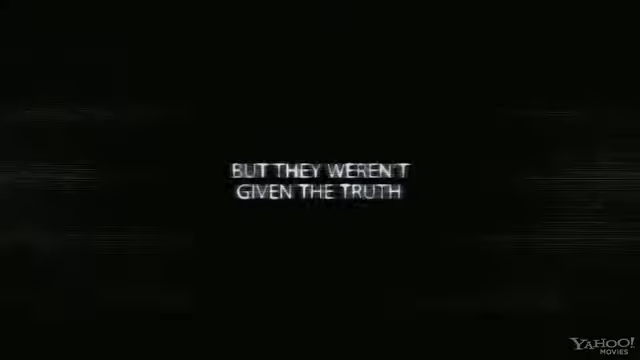 BUT THEY WEREN'T
GIVEN THE TRUTH
YAHOO!
MOVIES